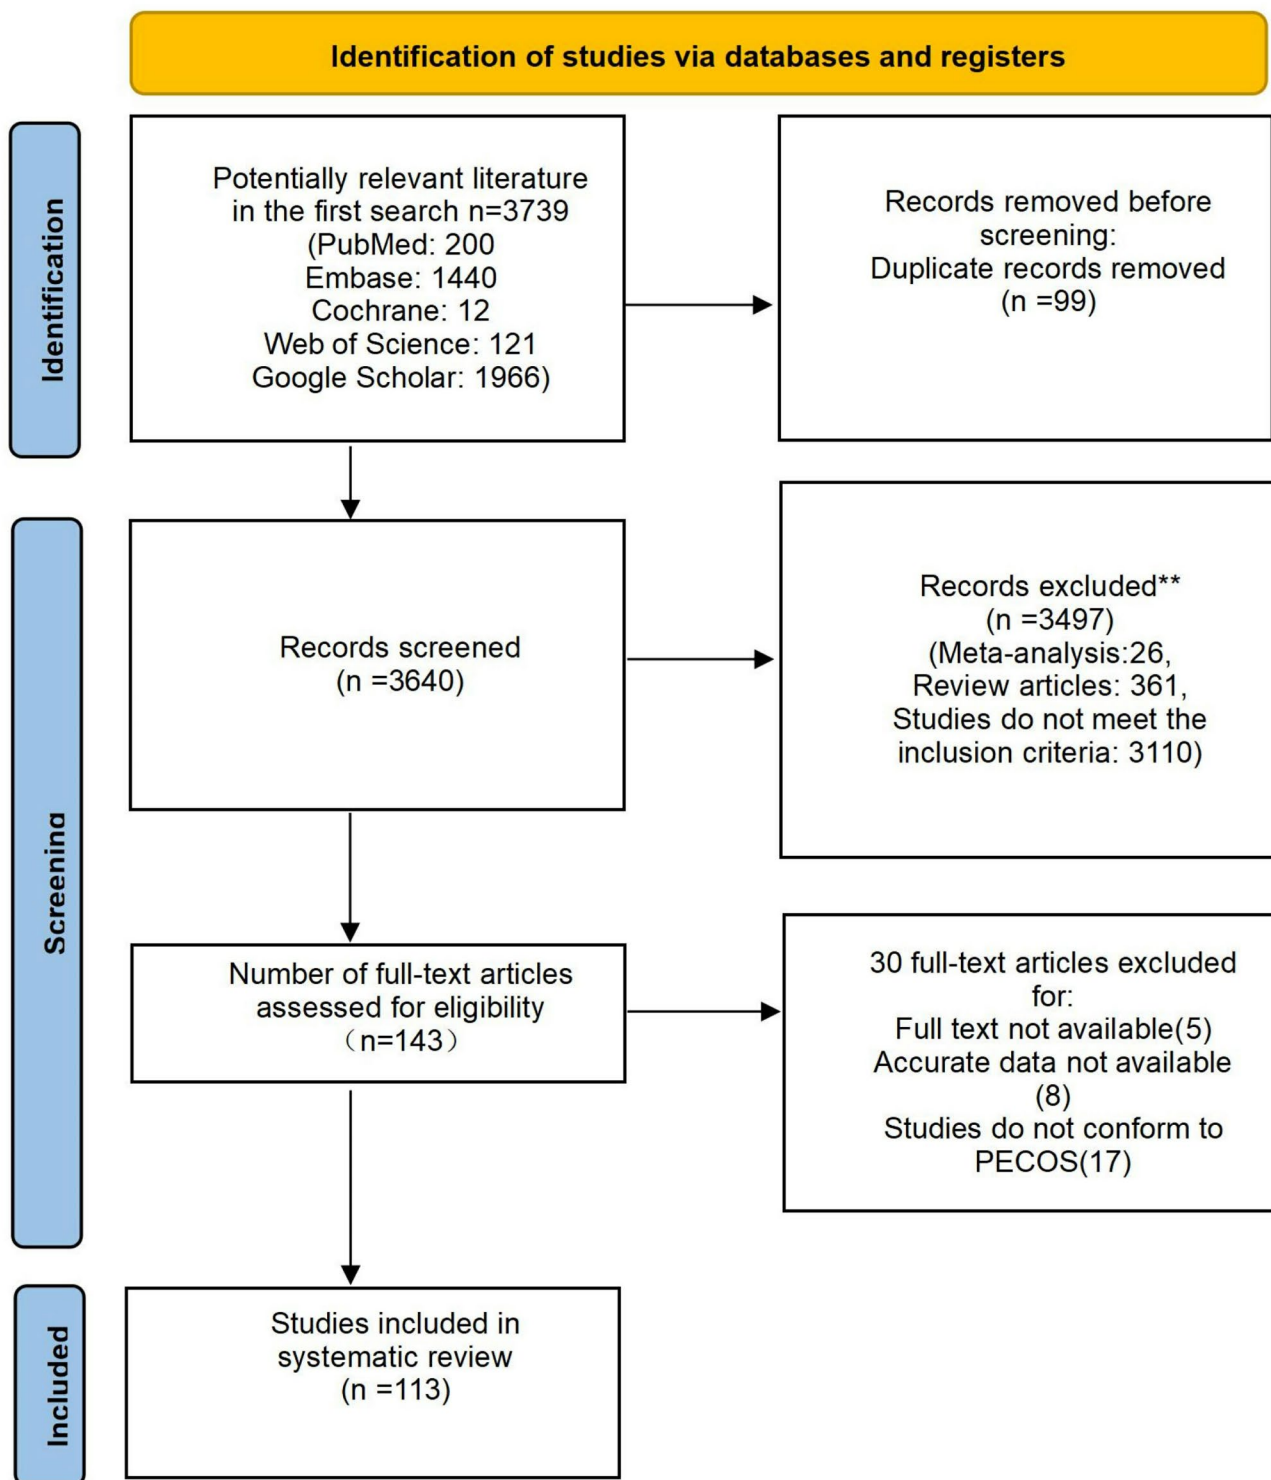 Identification of studies via databases and registers
Identification
Potentially relevant literature
in the first search n=3739
(PubMed: 200
Embase: 1440
Cochrane: 12
Web of Science: 121
Google Scholar: 1966)
Records removed before
screening:
Duplicate records removed
(n =99)
Screening
Records screened
(n =3640)
Records excluded**
(n =3497)
(Meta-analysis:26,
Review articles: 361,
Studies do not meet the
inclusion criteria: 3110)
Number of full-text articles
assessed for eligibility
（n=143）
30 full-text articles excluded
for:
Full text not available(5)
Accurate data not available
(8)
Studies do not conform to
PECOS(17)
Included
Studies included in
systematic review
(n =113)